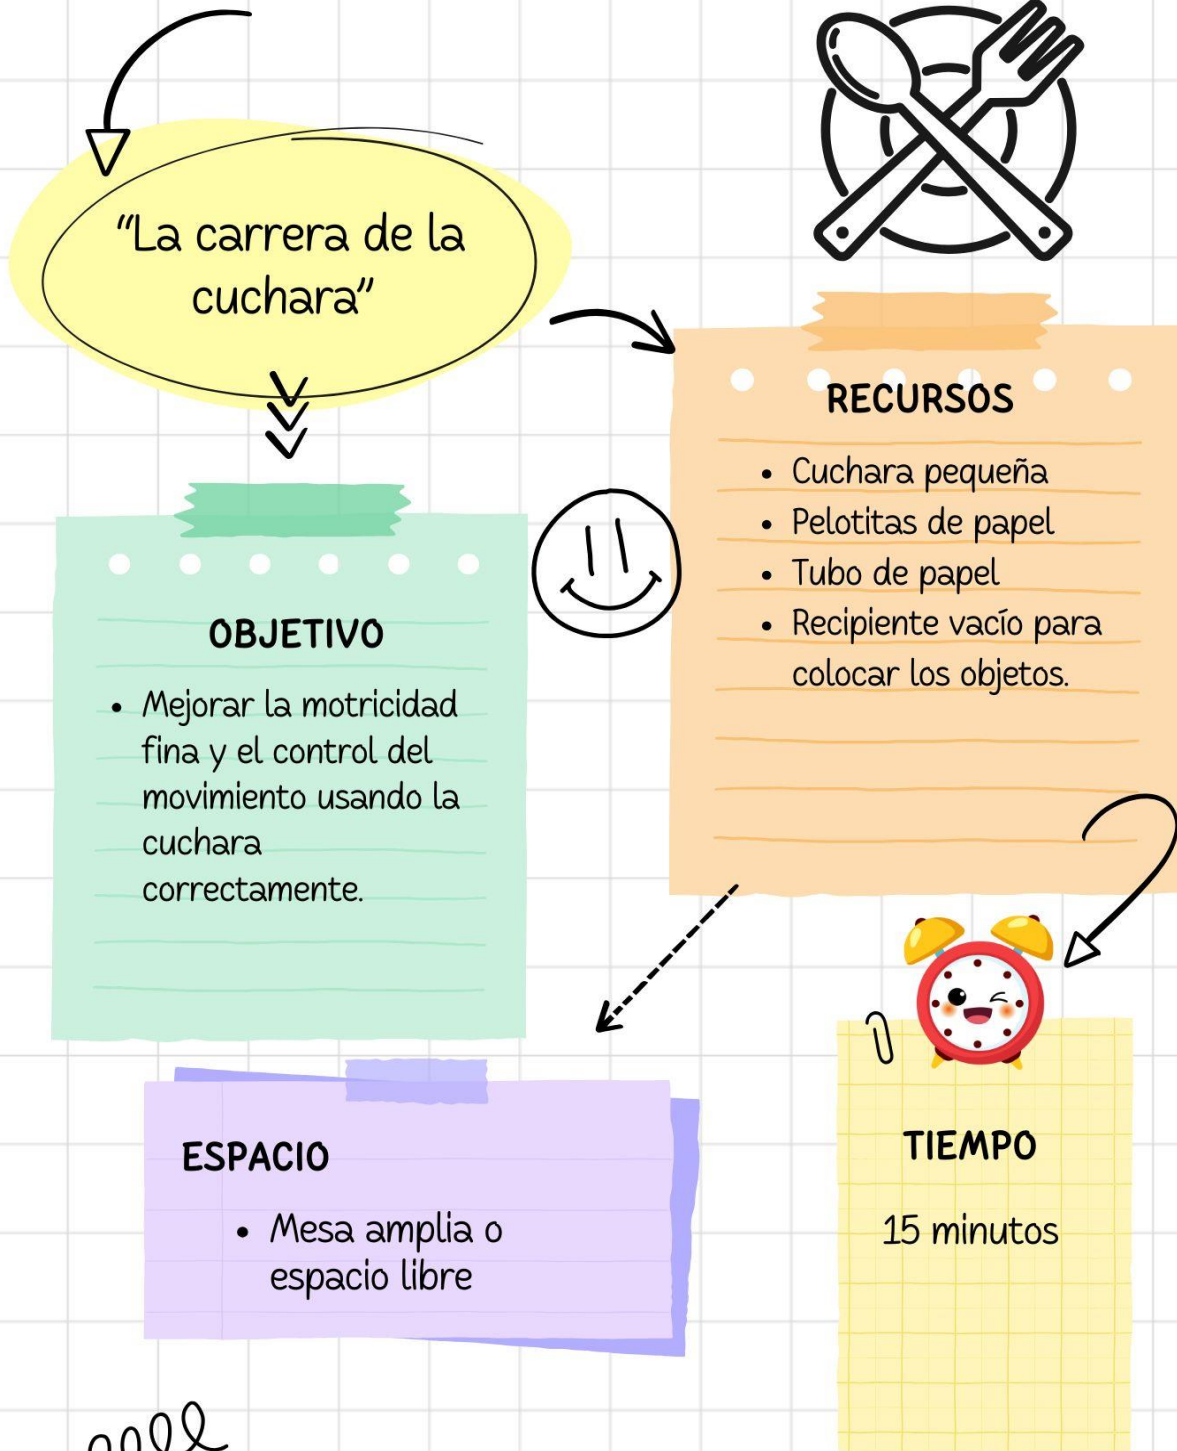 “La carrera de la
cuchara”
RECURSOS
• Cuchara pequeña
• Pelotitas de papel
• Tubo de papel
• Recipiente vacío para
colocar los objetos.
OBJETIVO
• Mejorar la motricidad
fina y el control del
movimiento usando la
cuchara
correctamente.
ESPACIO
• Mesa amplia o
espacio libre
TIEMPO
15 minutos